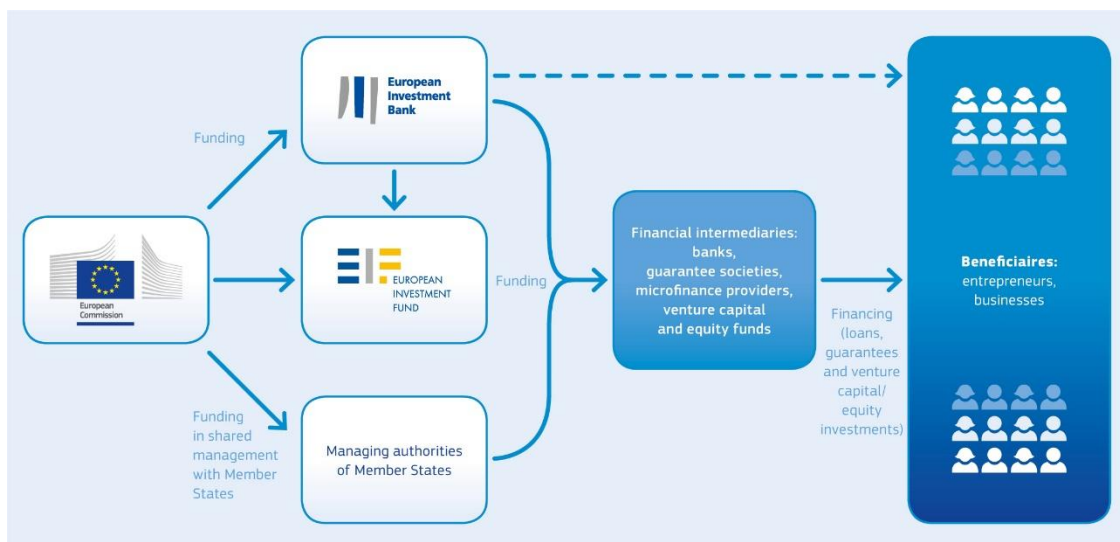 European
Investment
Bank
Funding
European
Commission
EUROPEAN
INVESTMENT
FUND
Funding
in shared
management
with Member
States
Managing authorities
of Member States
Funding
Financial intermediaries:
banks,
guarantee societies,
microfinance providers,
venture capital
and equity funds
Financing
(loans,
guarantees
and venture
capital/
equity
investments)
Beneficiaires:
entrepreneurs,
businesses